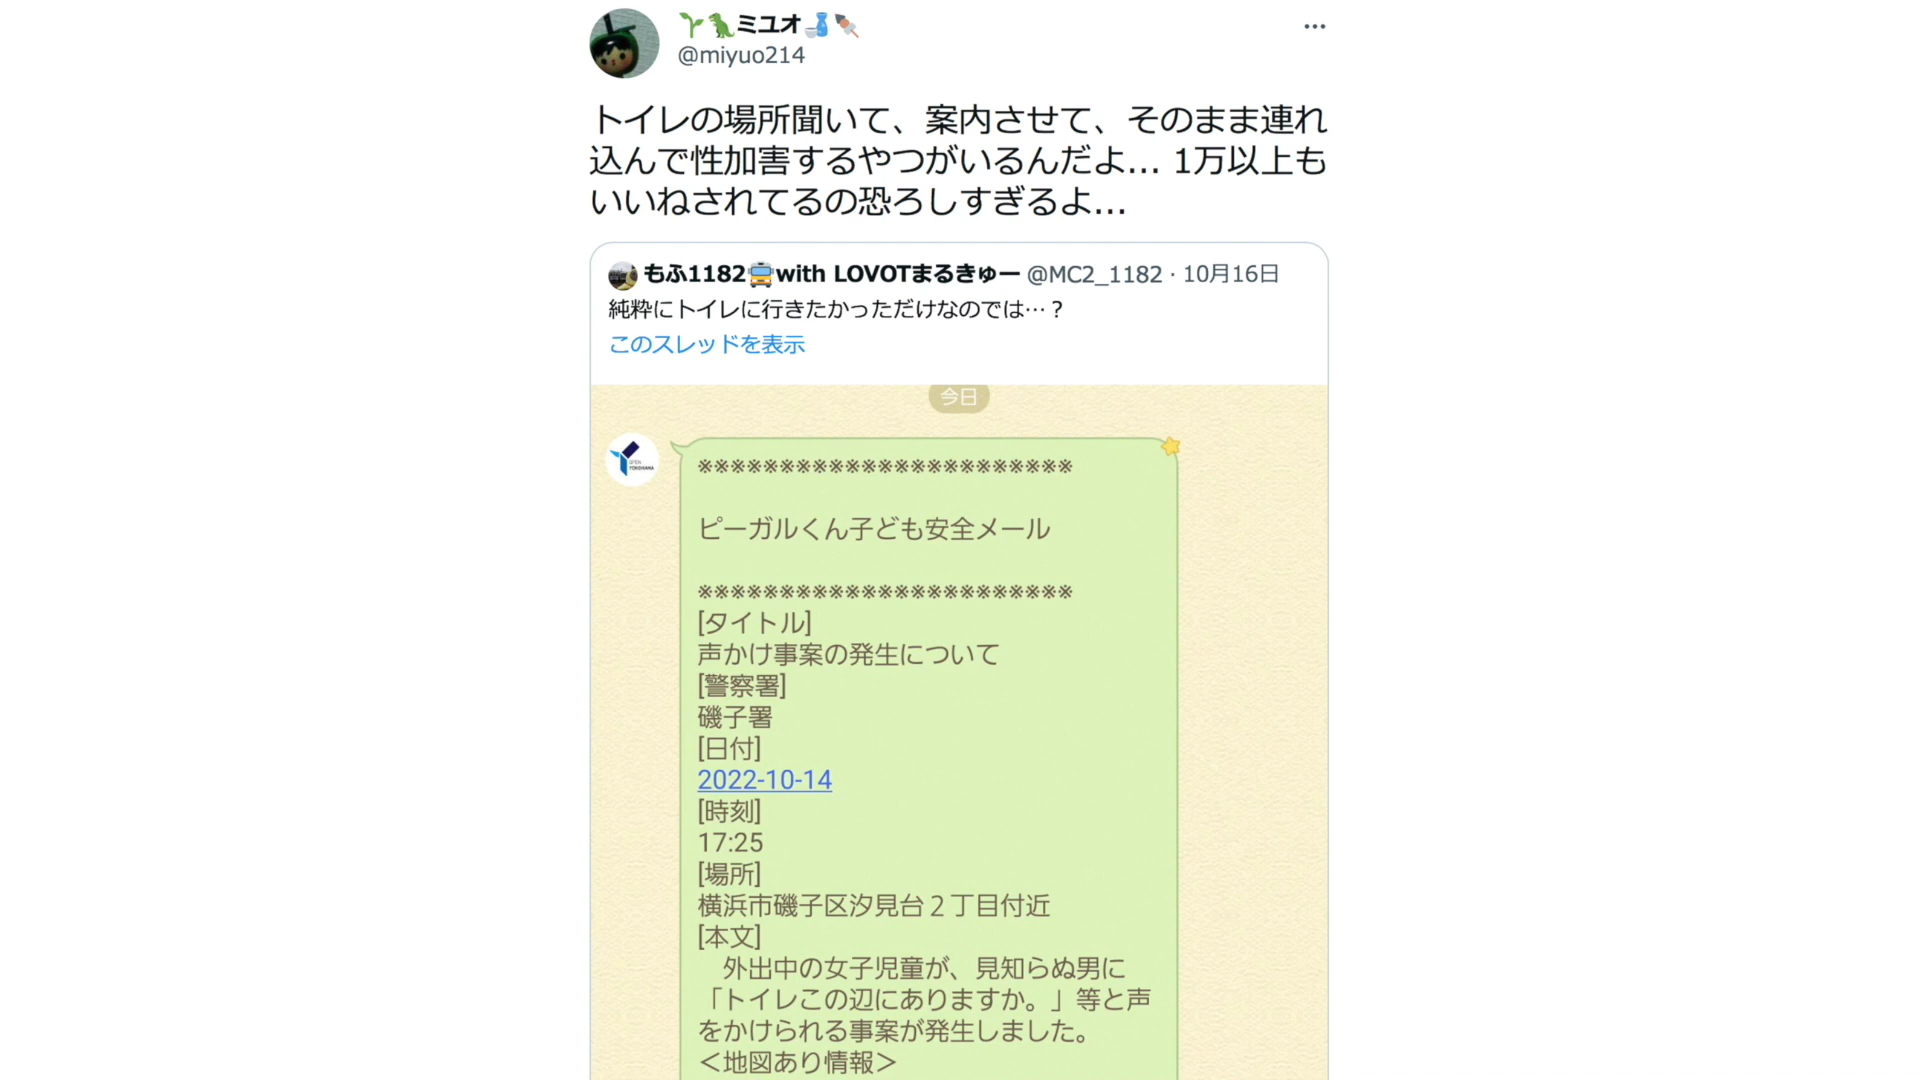 ミユオ
@miyuo214
トイレの場所聞いて、案内させて、そのまま連れ
込んで性加害するやつがいるんだよ... 1万以上も
いいねされてるの恐ろしすぎるよ...
もふ1182🚍with LOVOTまるきゅー @MC2_1182 · 10月16日
純粋にトイレに行きたかっただけなのでは…？
このスレッドを表示
今日
OPEN
YOKOHAMA
※※※※※※※※※※※※※※※※※※※※※※※
ピーガルくん子ども安全メール
※※※※※※※※※※※※※※※※※※※※※※※
[タイトル]
声かけ事案の発生について
[警察署]
磯子署
[日付]
2022-10-14
[時刻]
17:25
[場所]
横浜市磯子区汐見台２丁目付近
[本文]
　外出中の女子児童が、見知らぬ男に
「トイレこの辺にありますか。」等と声
をかけられる事案が発生しました。
＜地図あり情報＞